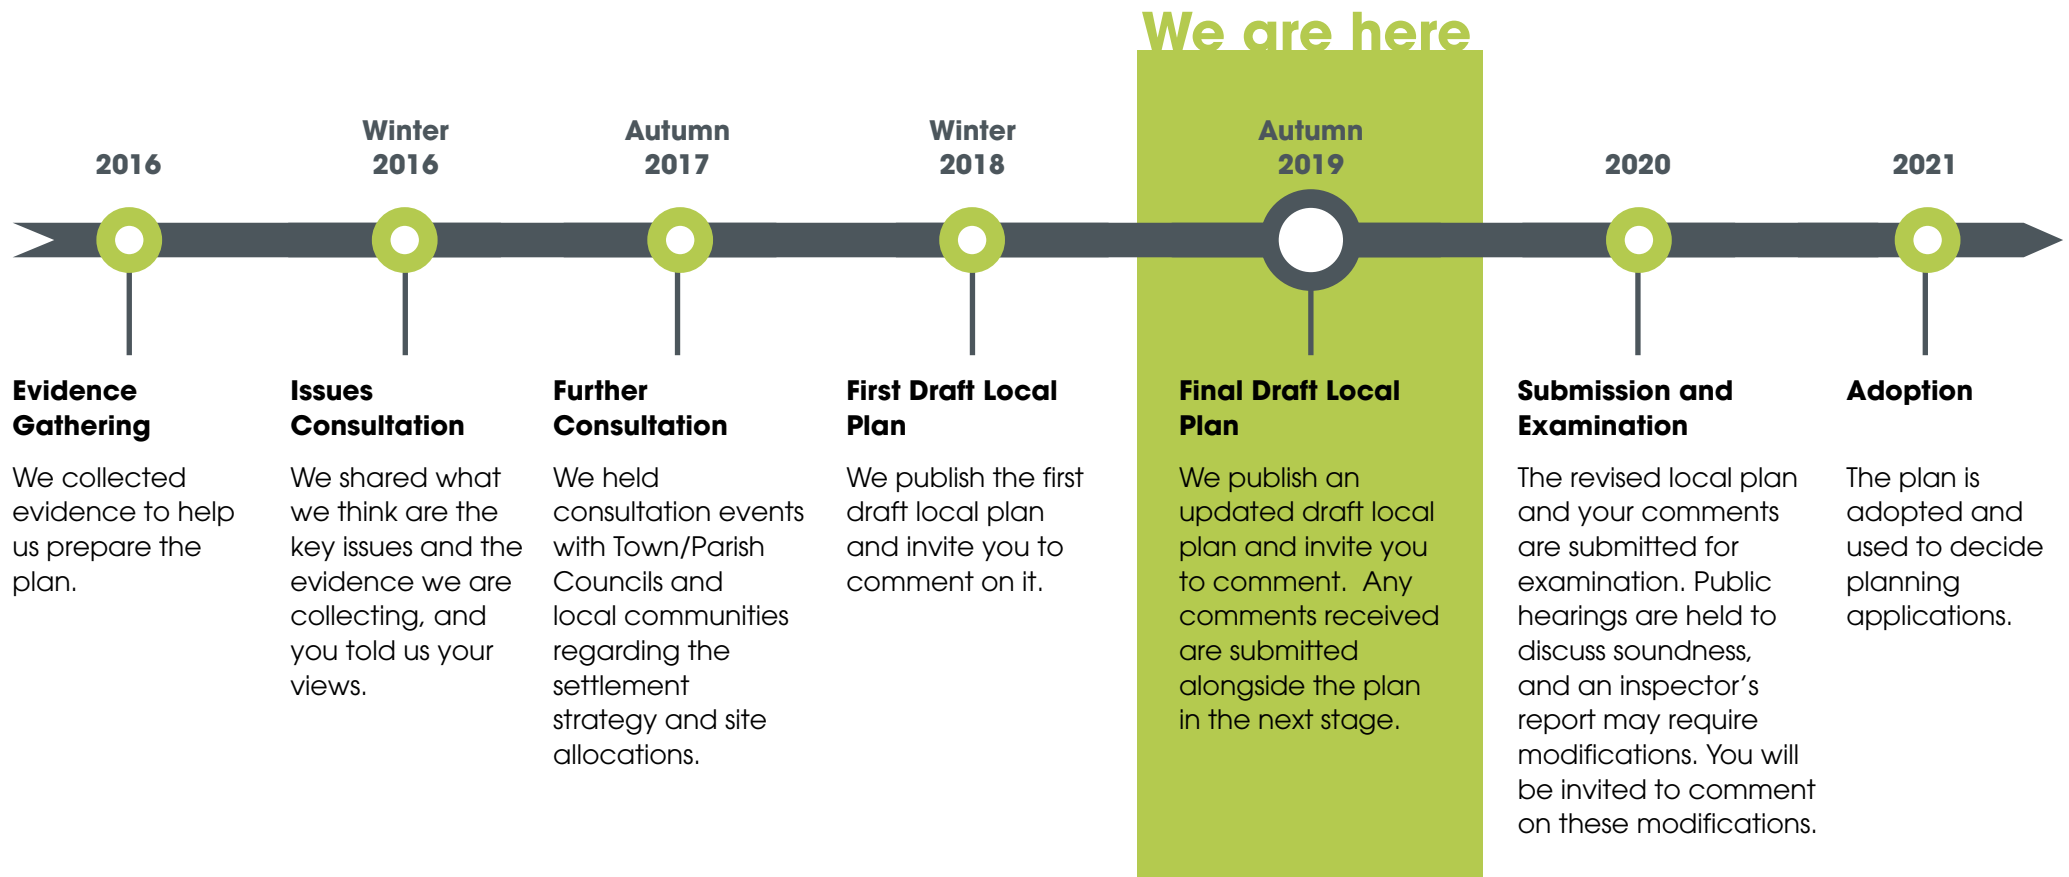 We are here
2016
Winter
2016
Autumn
2017
Winter
2018
Autumn
2019
2020
2021
Evidence
Gathering
We collected
evidence to help
us prepare the
plan.
Issues
Consultation
We shared what
we think are the
key issues and the
evidence we are
collecting, and
you told us your
views.
Further
Consultation
We held
consultation events
with Town/Parish
Councils and
local communities
regarding the
settlement
strategy and site
allocations.
First Draft Local
Plan
We publish the first
draft local plan
and invite you to
comment on it.
Final Draft Local
Plan
We publish an
updated draft local
plan and invite you
to comment.  Any
comments received
are submitted
alongside the plan
in the next stage.
Submission and
Examination
The revised local plan
and your comments
are submitted for
examination. Public
hearings are held to
discuss soundness,
and an inspector's
report may require
modifications. You will
be invited to comment
on these modifications.
Adoption
The plan is
adopted and
used to decide
planning
applications.